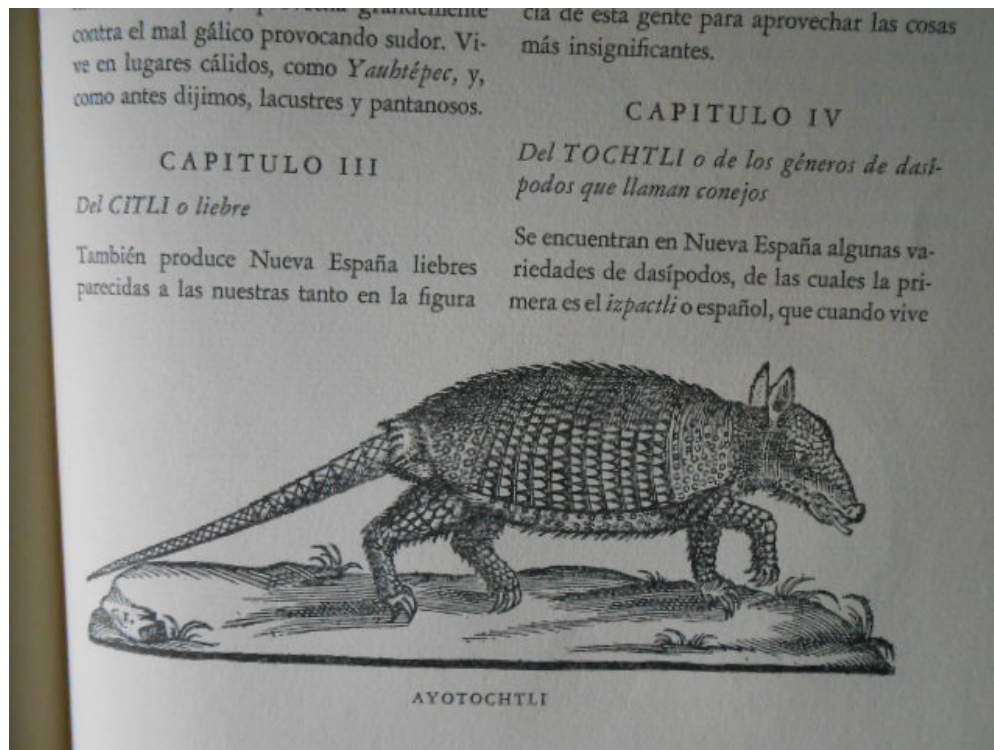 contra el mal gálico provocando sudor. Vi-
ve en lugares cálidos, como Yauhtépec, y,
como antes dijimos, lacustres y pantanosos.
CAPITULO III
Del CITLI o liebre
También produce Nueva España liebres
parecidas a las nuestras tanto en la figura
cia de esta gente para aprovechar las cosas
más insignificantes.
CAPITULO IV
Del TOCHTLI o de los géneros de dasí-
podos que llaman conejos
Se encuentran en Nueva España algunas va-
riedades de dasípodos, de las cuales la pri-
mera es el izpactli o español, que cuando vive
AYOTOCHTLI